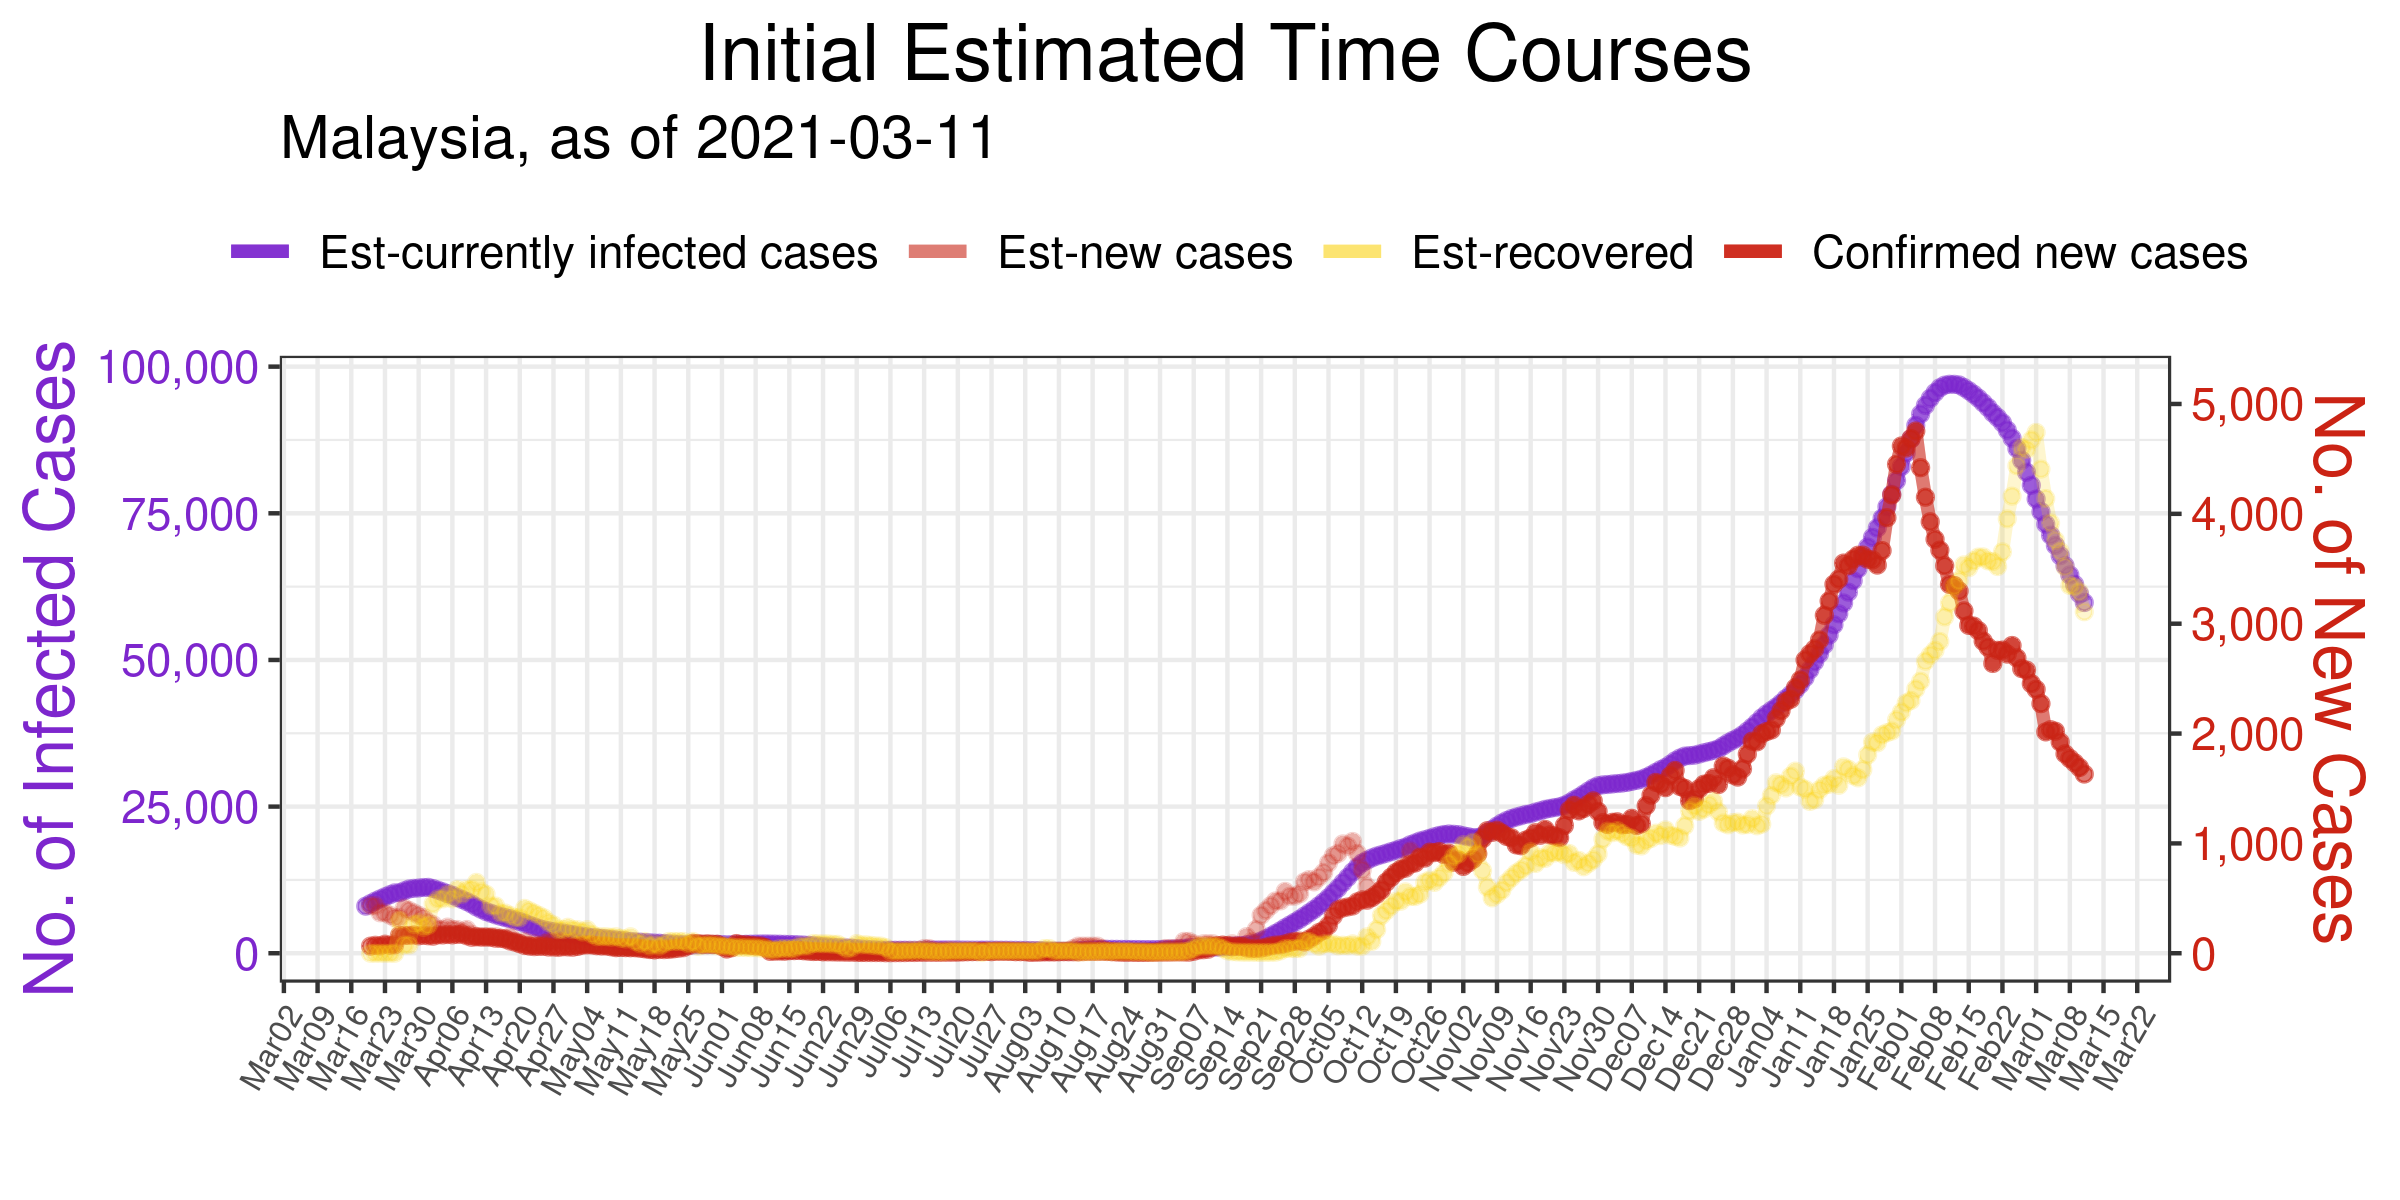 Initial Estimated Time Courses
Malaysia, as of 2021-03-11
Est-currently infected cases Est-new cases Est-recovered Confirmed new cases
No. of Infected Cases
100,000
75,000
50,000
25,000
0
5,000
4,000
3,000
2,000
1,000
0
No. of New Cases
Mar02 Mar09 Mar16 Mar23 Mar30 Apr06 Apr13 Apr20 Apr27 May04 May11 May18 May25 Jun01 Jun08 Jun15 Jun22 Jun29 Jul06 Jul13 Jul20 Jul27 Aug03 Aug10 Aug17 Aug24 Aug31 Sep07 Sep14 Sep21 Sep28 Oct05 Oct12 Oct19 Oct26 Nov02 Nov09 Nov16 Nov23 Nov30 Dec07 Dec14 Dec21 Dec28 Jan04 Jan11 Jan18 Jan25 Feb01 Feb08 Feb15 Feb22 Mar01 Mar08 Mar15 Mar22